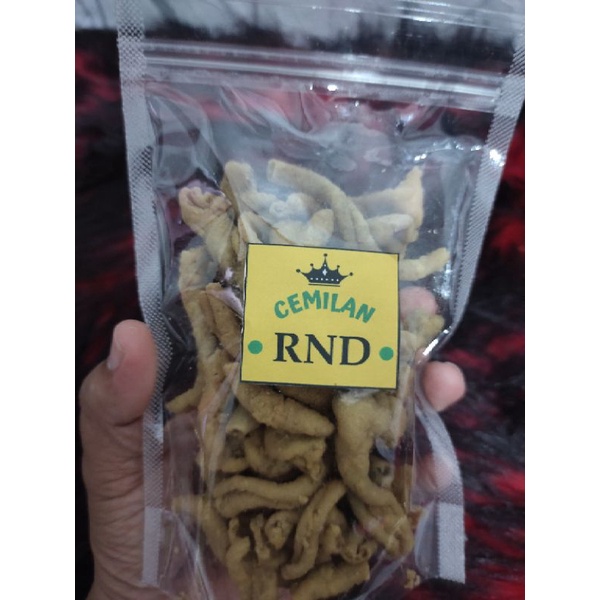 CEMILAN
• RND •